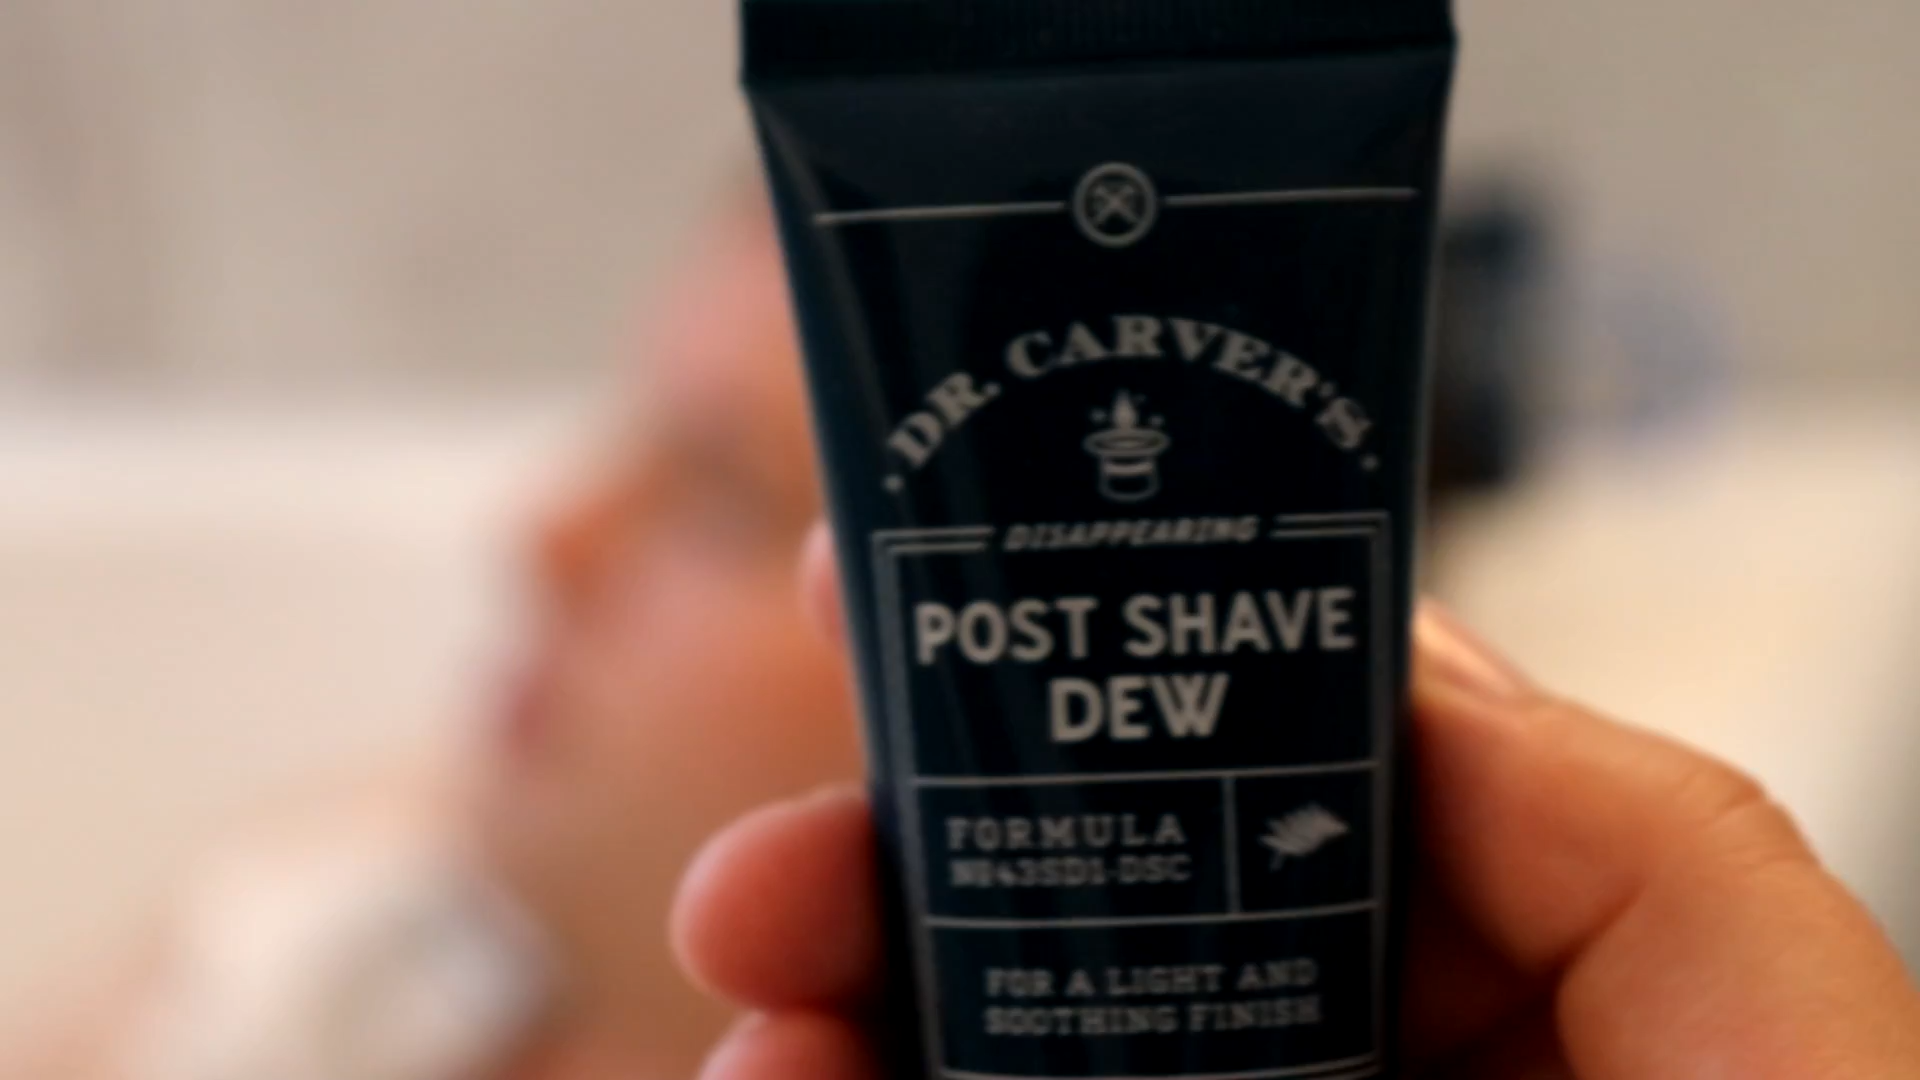 DR. CARVER'S
DISAPPEARING
POST SHAVE
DEW
FORMULA
FOR A LIGHT AND
SOOTHING FINISH